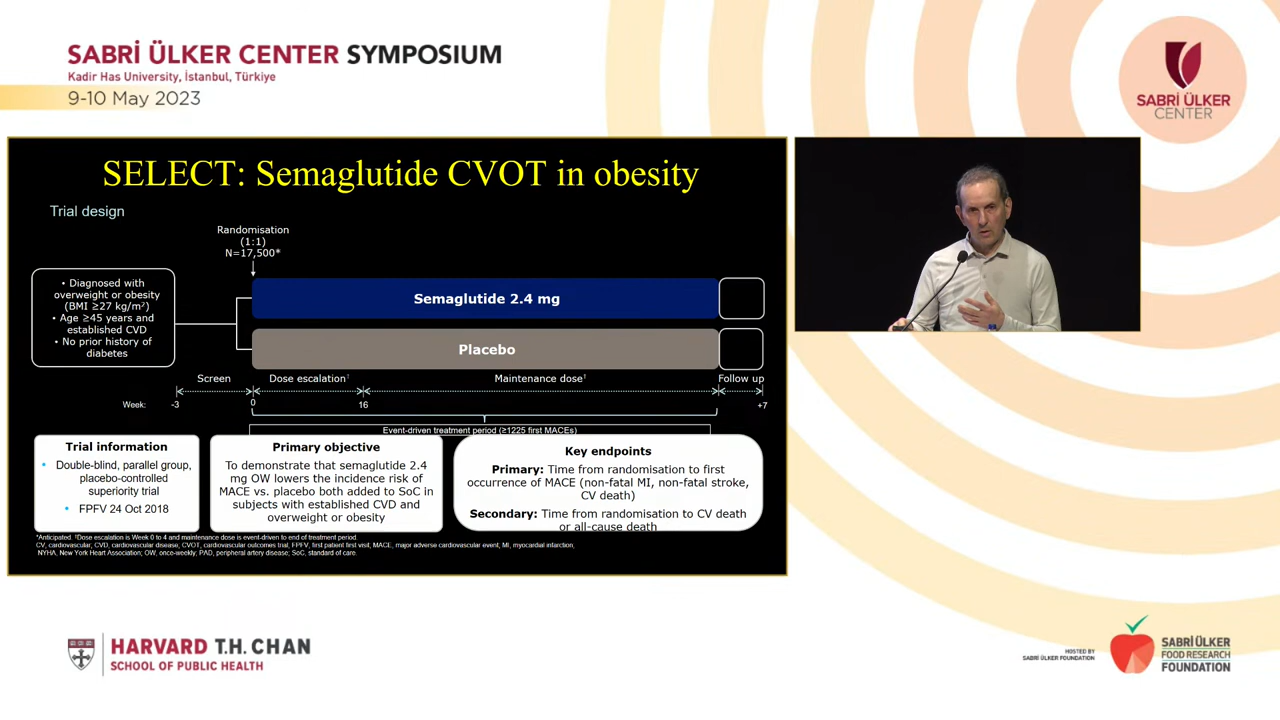 SABRİ ÜLKER CENTER SYMPOSIUM
Kadir Has University, İstanbul, Türkiye
9-10 May 2023
SABRİ ÜLKER
CENTER
SELECT: Semaglutide CVOT in obesity
Trial design
Randomisation
(1:1)
N=17,500*
• Diagnosed with
overweight or obesity
(BMI ≥27 kg/m²)
• Age ≥45 years and
established CVD
• No prior history of
diabetes
Semaglutide 2.4 mg
Placebo
Screen
Dose escalation†
Maintenance dose†
Follow up
Week:
-3
0
16
+7
Event-driven treatment period (≥1225 first MACEs)
Trial information
• Double-blind, parallel group,
placebo-controlled
superiority trial
• FPFV 24 Oct 2018
Primary objective
To demonstrate that semaglutide 2.4
mg OW lowers the incidence risk of
MACE vs. placebo both added to SoC in
subjects with established CVD and
overweight or obesity
Key endpoints
Primary: Time from randomisation to first
occurrence of MACE (non-fatal MI, non-fatal stroke,
CV death)
Secondary: Time from randomisation to CV death
or all-cause death
*Anticipated. †Dose escalation is Week 0 to 4 and maintenance dose is event-driven to end of treatment period.
CV, cardiovascular, CVD, cardiovascular disease, CVOT, cardiovascular outcomes trial, FPFV, first patient first visit, MACE, major adverse cardiovascular event, MI, myocardial infarction;
NYHA, New York Heart Association; OW, once-weekly; PAD, peripheral artery disease; SoC, standard of care.
HARVARD T.H. CHAN
SCHOOL OF PUBLIC HEALTH
HOSTED BY
SABRİ ÜLKER FOUNDATION
SABRİ ÜLKER
FOOD RESEARCH
FOUNDATION